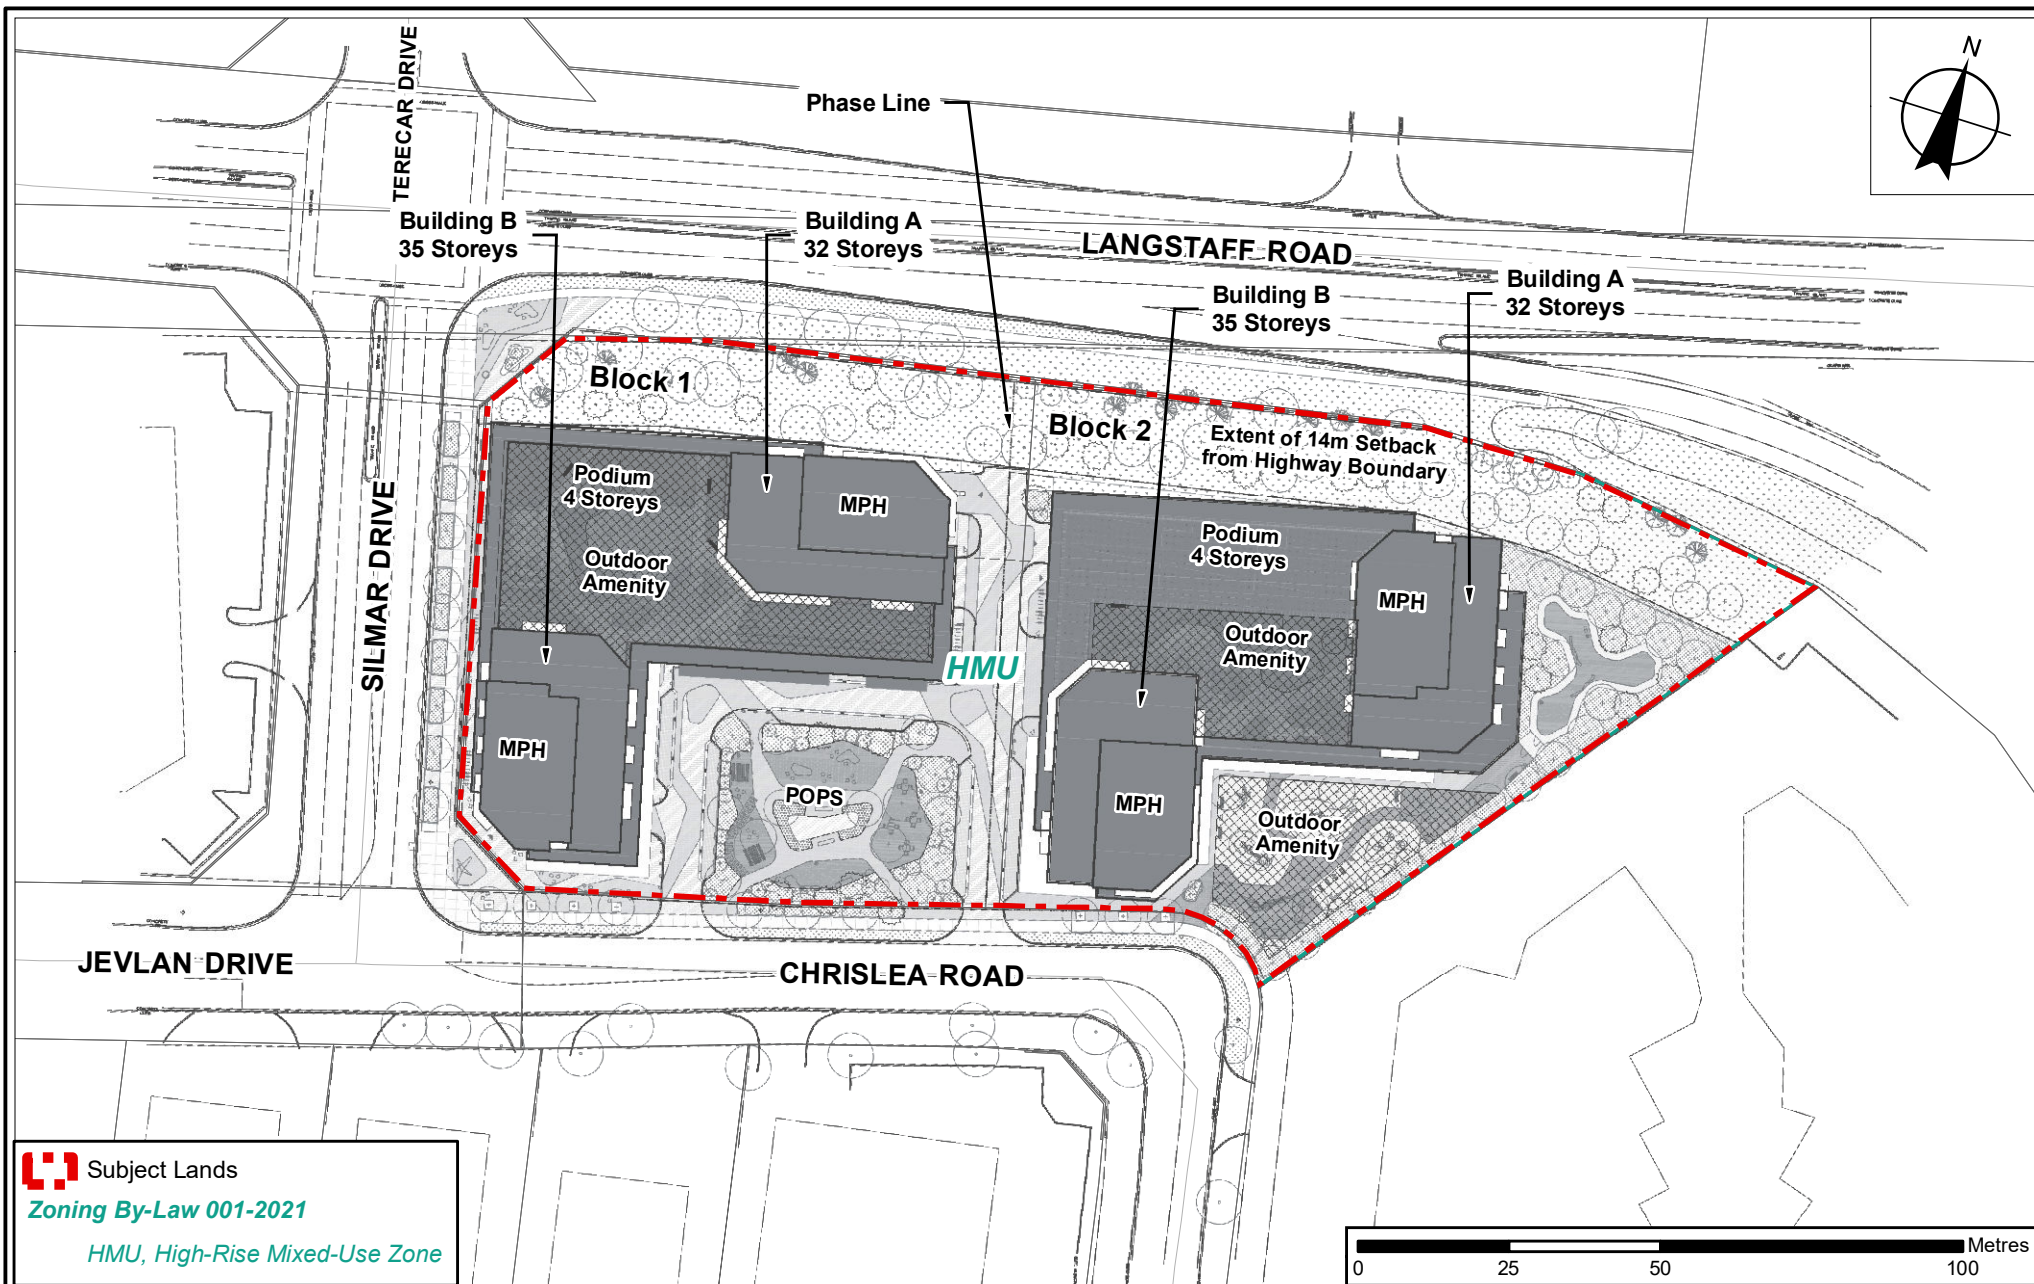 N
TERECAR DRIVE
Phase Line
Building B
35 Storeys
Building A
32 Storeys
LANGSTAFF ROAD
Building B
35 Storeys
Building A
32 Storeys
Block 1
Block 2
Extent of 14m Setback
from Highway Boundary
Podium
4 Storeys
MPH
Outdoor
Amenity
Podium
4 Storeys
MPH
Outdoor
Amenity
SILMAR DRIVE
HMU
MPH
POPS
MPH
Outdoor
Amenity
JEVLAN DRIVE
CHRISLEA ROAD
Subject Lands
Zoning By-Law 001-2021
HMU, High-Rise Mixed-Use Zone
Metres
0 25 50 100